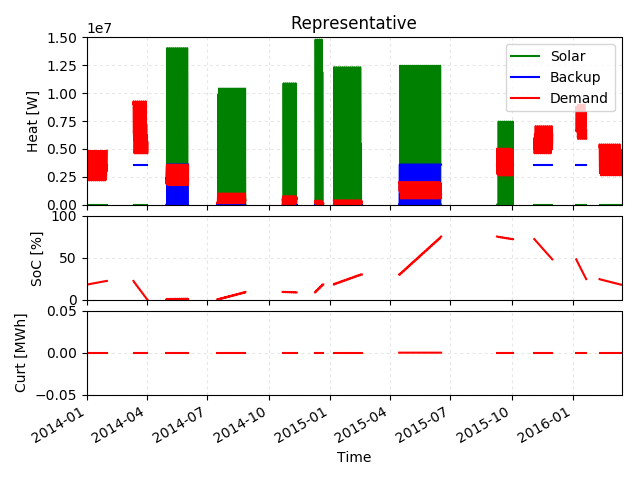 Representative
1e7
1.50
1.25
1.00
0.75
0.50
0.25
0.00
Heat [W]
Solar
Backup
Demand
100
50
0
SoC [%]
0.05
0.00
−0.05
Curt [MWh]
2014-01
2014-04
2014-07
2014-10
2015-01
2015-04
2015-07
2015-10
2016-01
Time